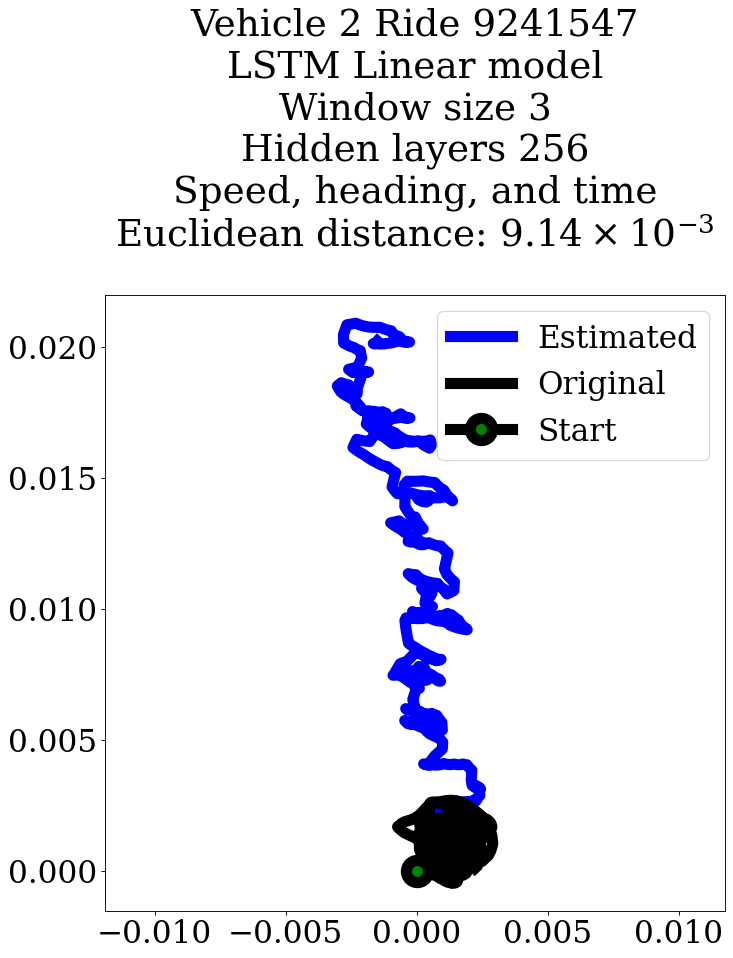 Vehicle 2 Ride 9241547
LSTM Linear model
Window size 3
Hidden layers 256
Speed, heading, and time
Euclidean distance: 9.14 × 10⁻³
Estimated
Original
Start
0.020
0.015
0.010
0.005
0.000
−0.010 −0.005 0.000 0.005 0.010